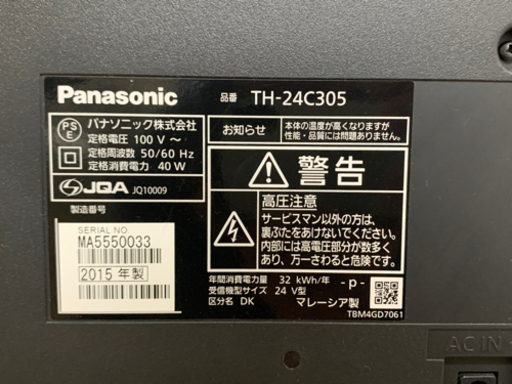 Panasonic 品番 TH-24C305
PS E パナソニック株式会社
定格電圧 100 V ~
定格周波数 50/60 Hz
定格消費電力 40 W
JQA JQ10009
製造番号
SERIAL NO
MA5550033
2015 年製
お知らせ 本体の温度が高くなりますが
性能・品質には問題ありません。
警告
高圧注意
サービスマン以外の方は、
裏ぶたをあけないでください。
内部には高電圧部分が数多く
あり、万一さわると危険です。
年間消費電力量 32 kWh/年 - p -
受信機型サイズ 24 V型
区分名 DK マレーシア製
TBM4GD7061
AC IN